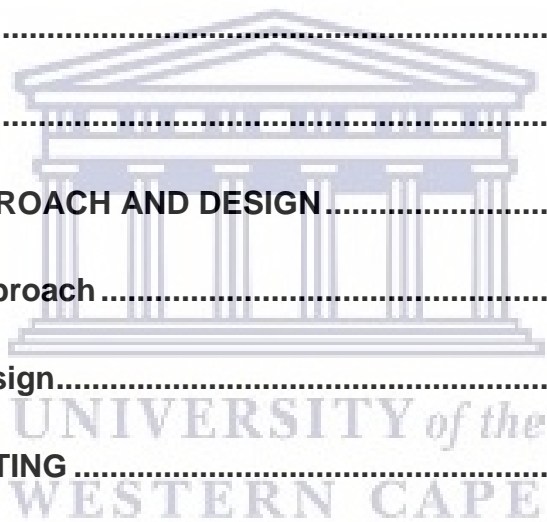 ....................................................................
....................................................................
ROACH AND DESIGN.........................
proach..................................................
sign.......................................................
UNIVERSITY of the
TING.....................................................
WESTERN CAPE